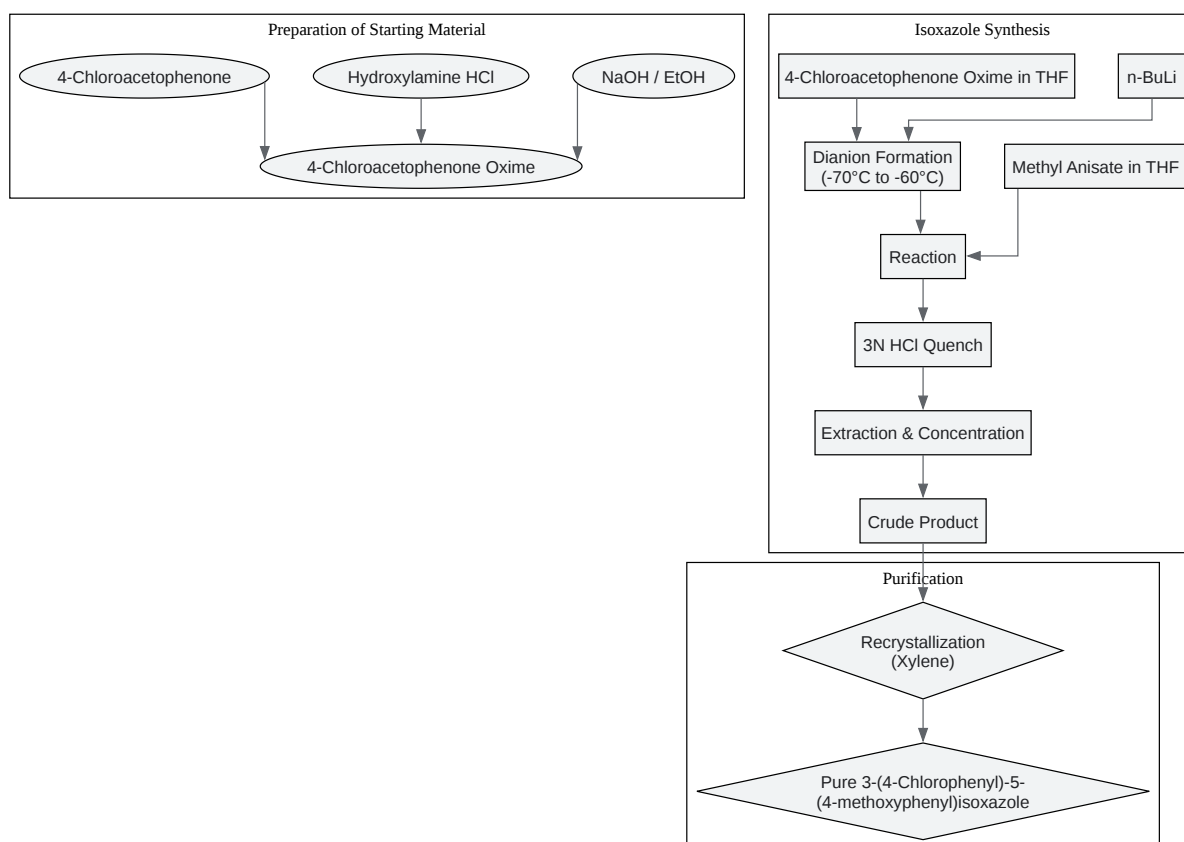 Preparation of Starting Material
4-Chloroacetophenone
Hydroxylamine HCl
NaOH / EtOH
4-Chloroacetophenone Oxime
Isoxazole Synthesis
4-Chloroacetophenone Oxime in THF
n-BuLi
Dianion Formation
(-70°C to -60°C)
Methyl Anisate in THF
Reaction
3N HCl Quench
Extraction & Concentration
Crude Product
Purification
Recrystallization
(Xylene)
Pure 3-(4-Chlorophenyl)-5-
(4-methoxyphenyl)isoxazole